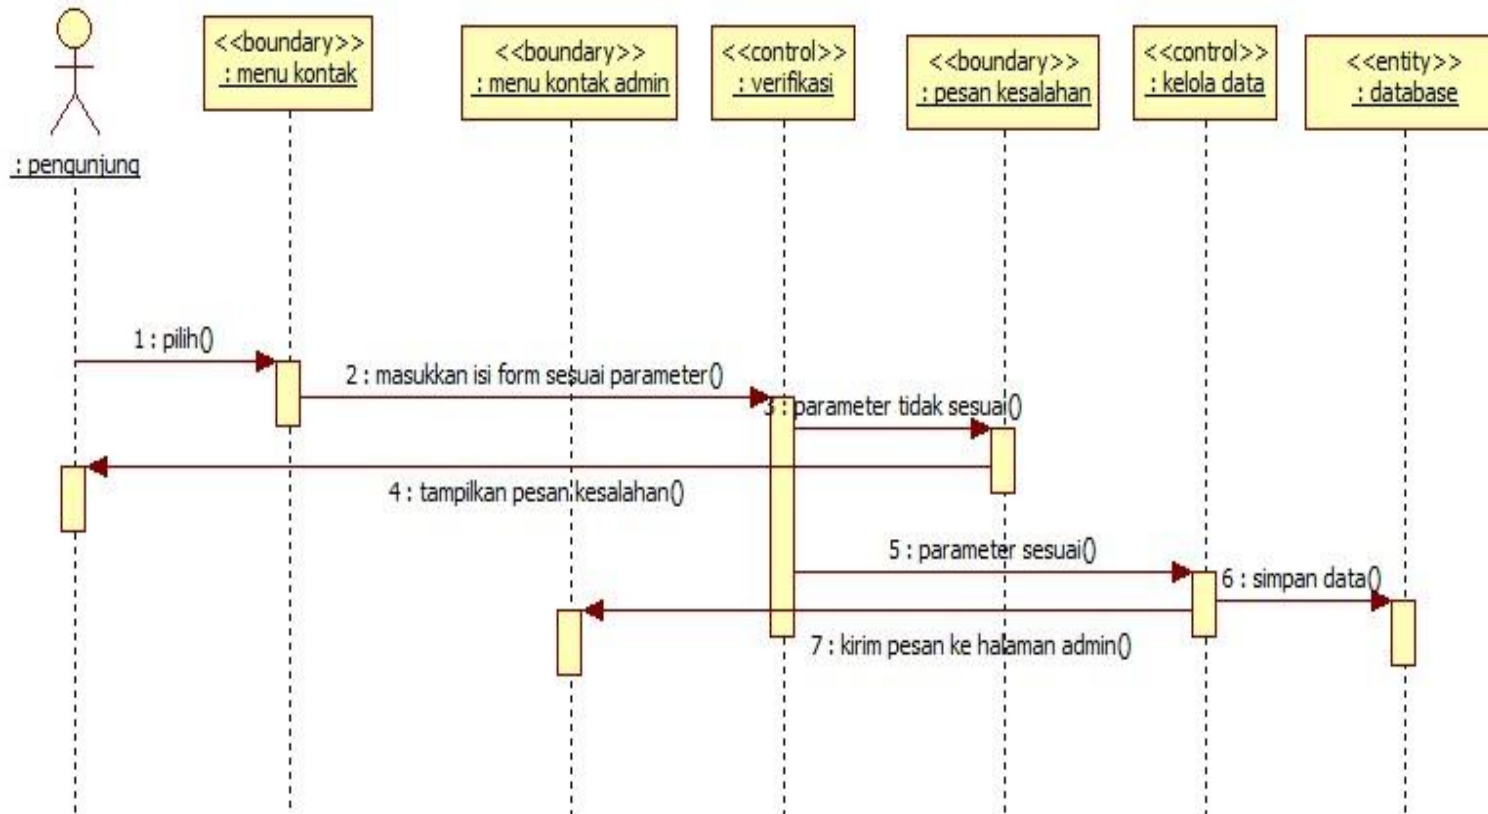 <<boundary>>
: menu kontak
<<boundary>>
: menu kontak admin
<<control>>
: verifikasi
<<boundary>>
: pesan kesalahan
<<control>>
: kelola data
<<entity>>
: database
: pengunjung
1 : pilih()
2 : masukkan isi form sesuai parameter()
3 : parameter tidak sesuai()
4 : tampilkan pesan kesalahan()
5 : parameter sesuai()
6 : simpan data()
7 : kirim pesan ke halaman admin()